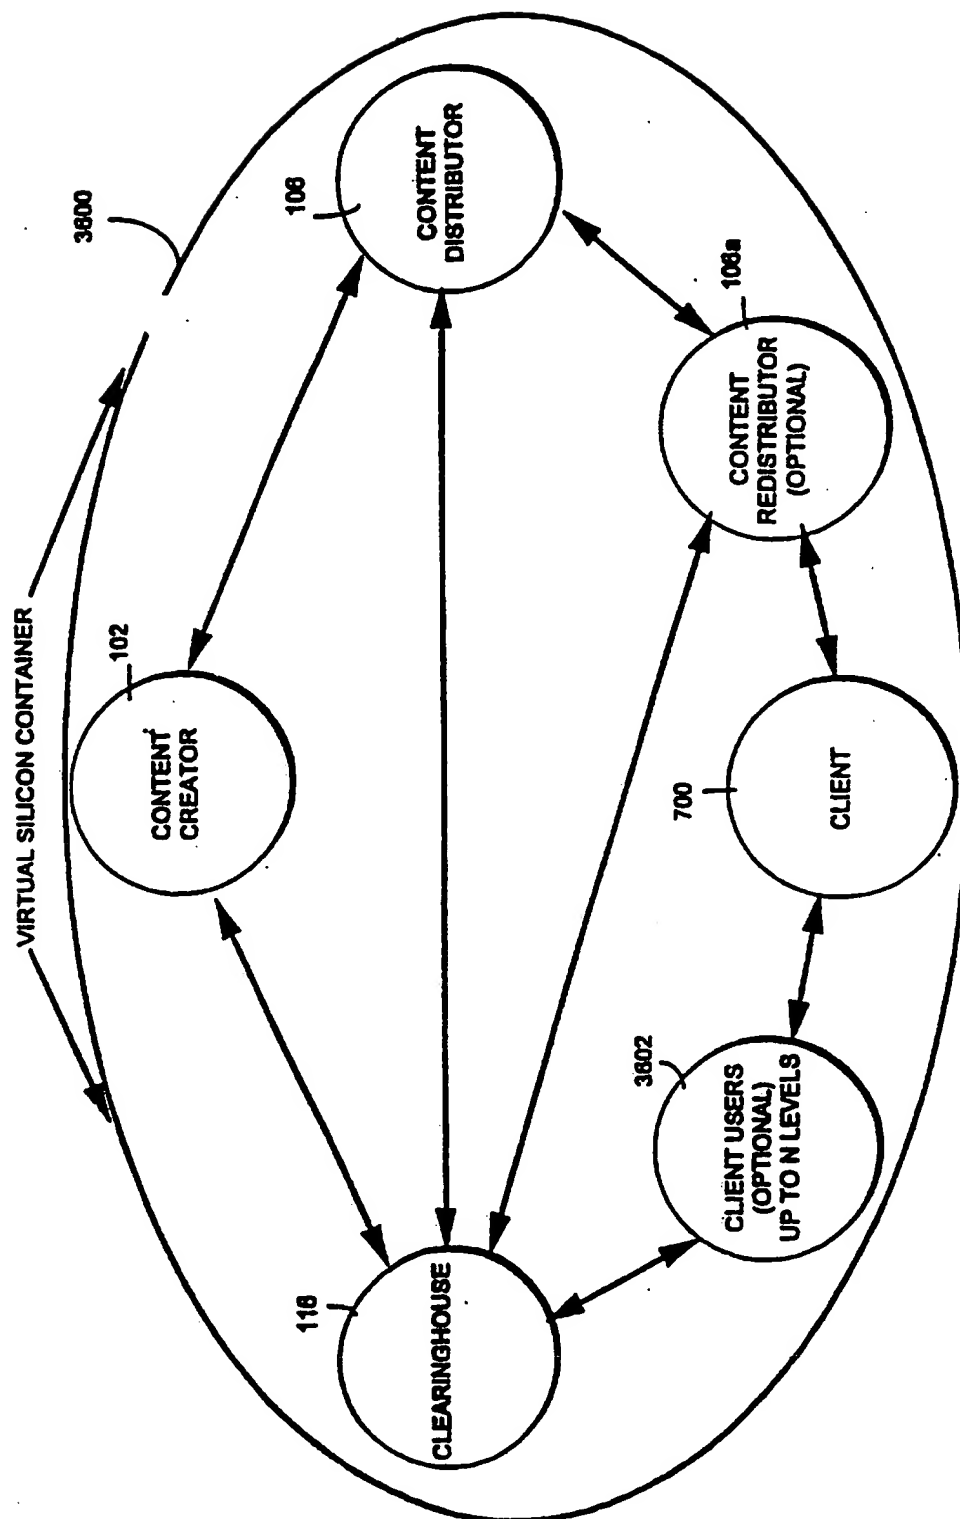 VIRTUAL SILICON CONTAINER
3600
102
CONTENT
CREATOR
106
CONTENT
DISTRIBUTOR
106a
CONTENT
REDISTRIBUTOR
(OPTIONAL)
116
CLEARINGHOUSE
3602
CLIENT USERS
(OPTIONAL)
UP TO N LEVELS
700
CLIENT